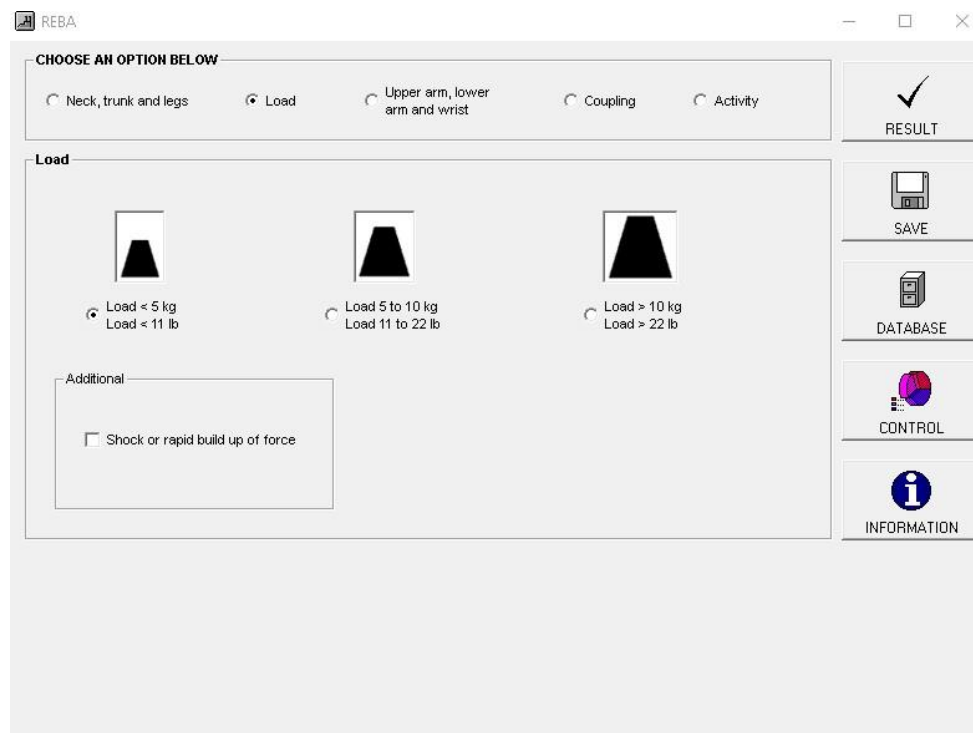 REBA
CHOOSE AN OPTION BELOW
Neck, trunk and legs
Load
Upper arm, lower
arm and wrist
Coupling
Activity
RESULT
Load
SAVE
Load < 5 kg
Load < 11 lb
Load 5 to 10 kg
Load 11 to 22 lb
Load > 10 kg
Load > 22 lb
DATABASE
Additional
Shock or rapid build up of force
CONTROL
INFORMATION